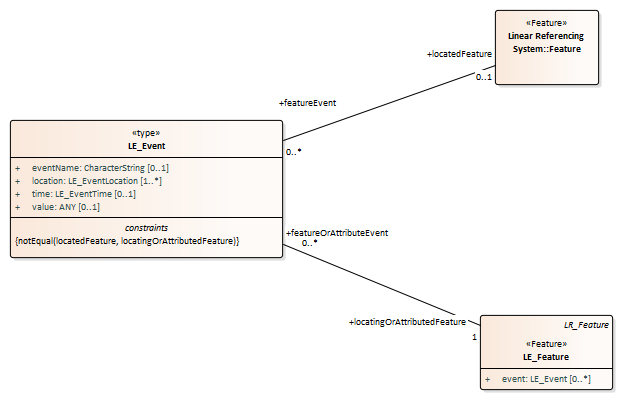 «Feature»
Linear Referencing
System::Feature
+locatedFeature
0..1
+featureEvent
0..*
«type»
LE_Event
+ eventName: CharacterString [0..1]
+ location: LE_EventLocation [1..*]
+ time: LE_EventTime [0..1]
+ value: ANY [0..1]
constraints
{notEqual(locatedFeature, locatingOrAttributedFeature)}
+featureOrAttributeEvent
0..*
+locatingOrAttributedFeature
1
LR_Feature
«Feature»
LE_Feature
+ event: LE_Event [0..*]